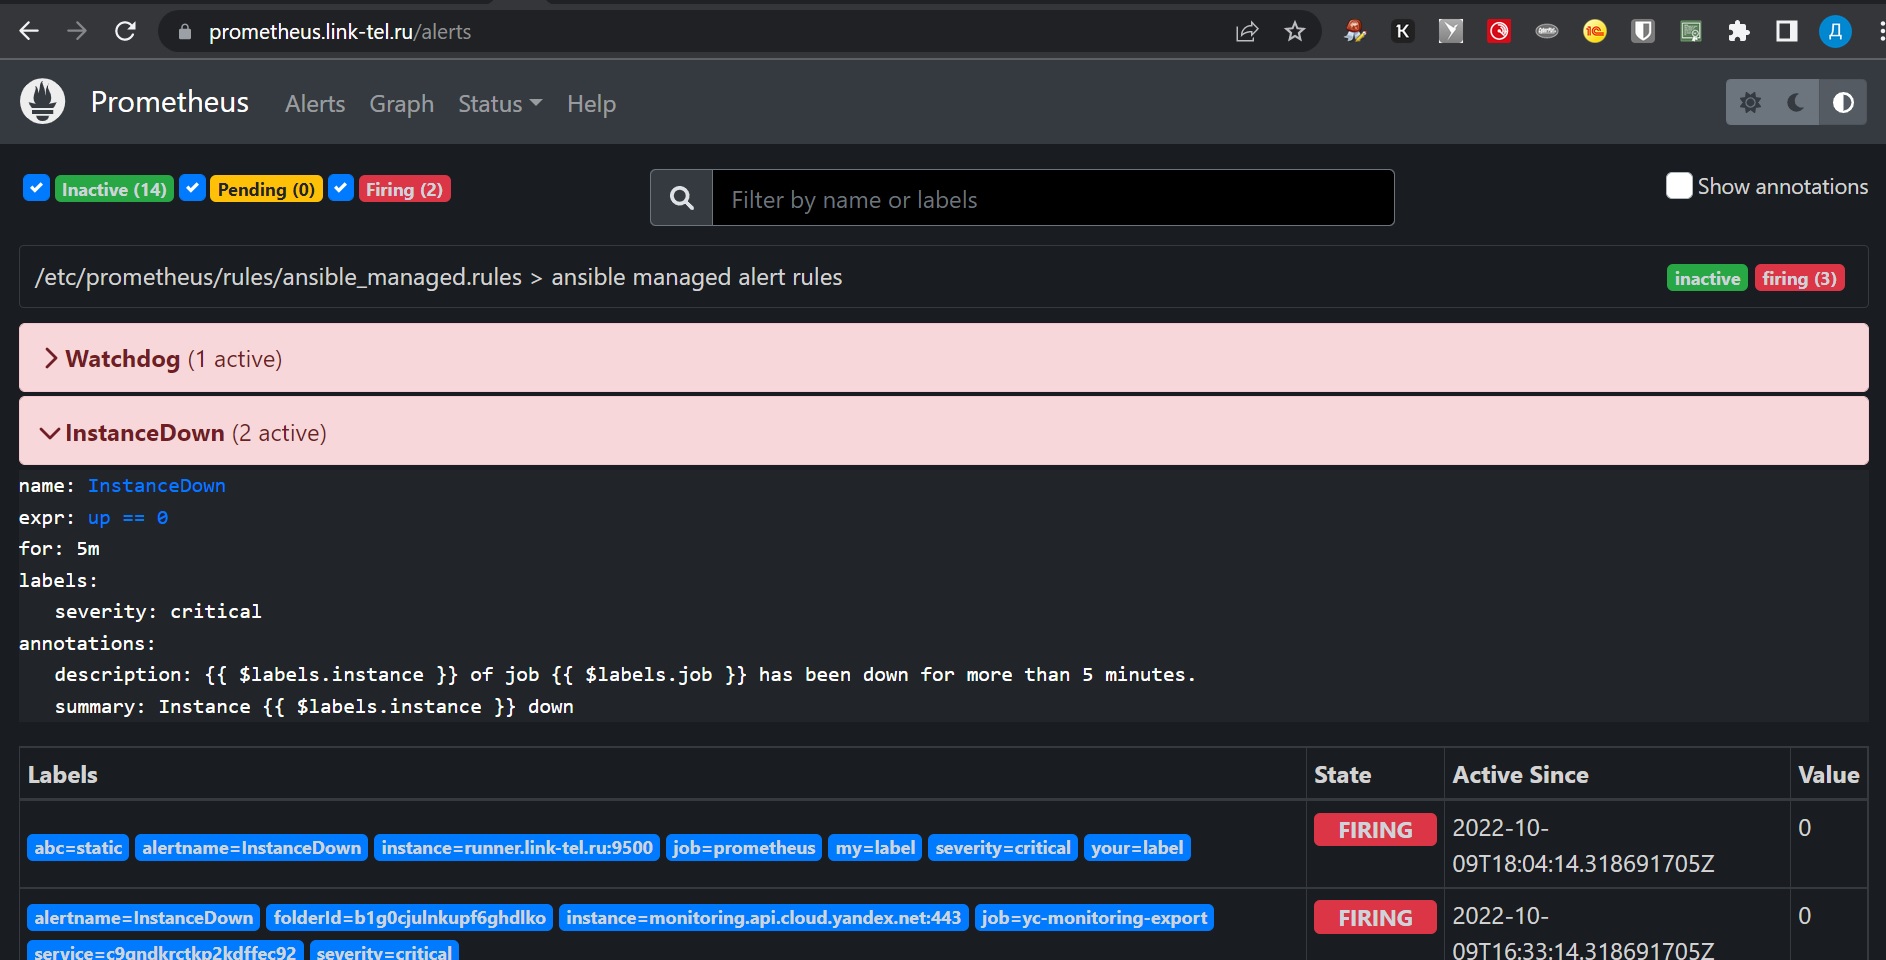 prometheus.link-tel.ru/alerts
K
Д
Prometheus Alerts Graph Status Help
Inactive (14) Pending (0) Firing (2) Filter by name or labels Show annotations
/etc/prometheus/rules/ansible_managed.rules > ansible managed alert rules inactive firing (3)
Watchdog (1 active)
InstanceDown (2 active)
name: InstanceDown
expr: up == 0
for: 5m
labels:
severity: critical
annotations:
description: {{ $labels.instance }} of job {{ $labels.job }} has been down for more than 5 minutes.
summary: Instance {{ $labels.instance }} down
Labels State Active Since Value
abc=static alertname=InstanceDown instance=runner.link-tel.ru:9500 job=prometheus my=label severity=critical your=label FIRING 2022-10- 0
09T18:04:14.318691705Z
alertname=InstanceDown folderId=b1g0cjulnkupf6ghdlko instance=monitoring.api.cloud.yandex.net:443 job=yc-monitoring-export FIRING 2022-10- 0
service=c9qndkrctkp2kdffec92 severity=critical 09T16:33:14.318691705Z